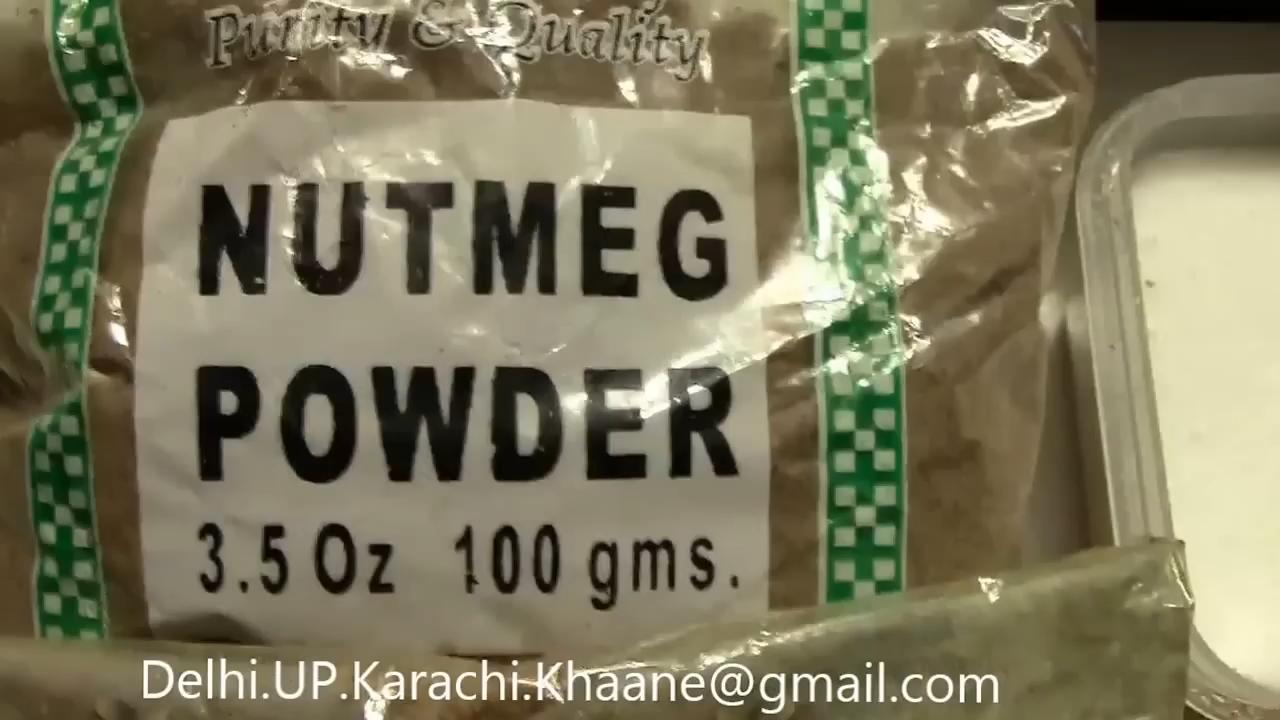 Purity & Quality
NUTMEG
POWDER
3.5 Oz 100 gms.
Delhi.UP.Karachi.Khaane@gmail.com